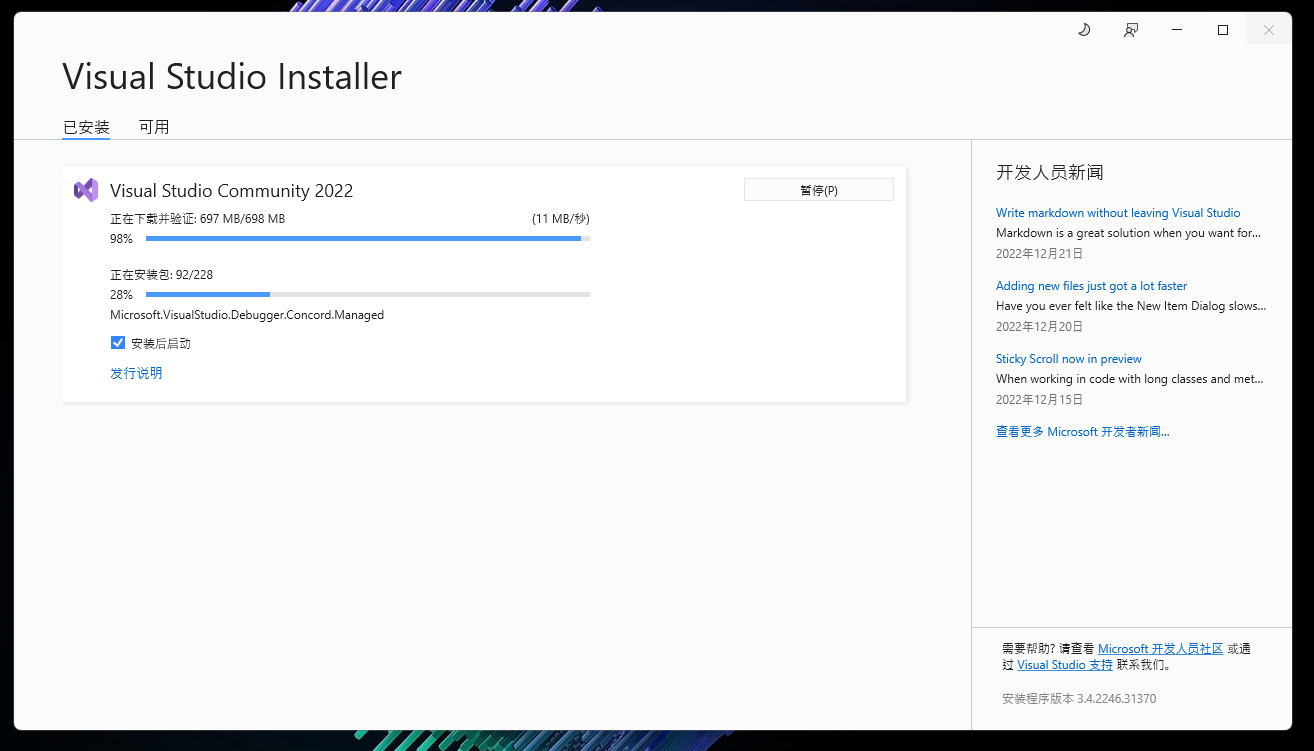 Visual Studio Installer
已安装 可用
Visual Studio Community 2022
暂停(P)
正在下载并验证: 697 MB/698 MB (11 MB/秒)
98%
正在安装包: 92/228
28%
Microsoft.VisualStudio.Debugger.Concord.Managed
安装后启动
发行说明
开发人员新闻
Write markdown without leaving Visual Studio
Markdown is a great solution when you want for...
2022年12月21日
Adding new files just got a lot faster
Have you ever felt like the New Item Dialog slows...
2022年12月20日
Sticky Scroll now in preview
When working in code with long classes and met...
2022年12月15日
查看更多 Microsoft 开发者新闻...
需要帮助? 请查看 Microsoft 开发人员社区 或通
过 Visual Studio 支持 联系我们。
安装程序版本 3.4.2246.31370